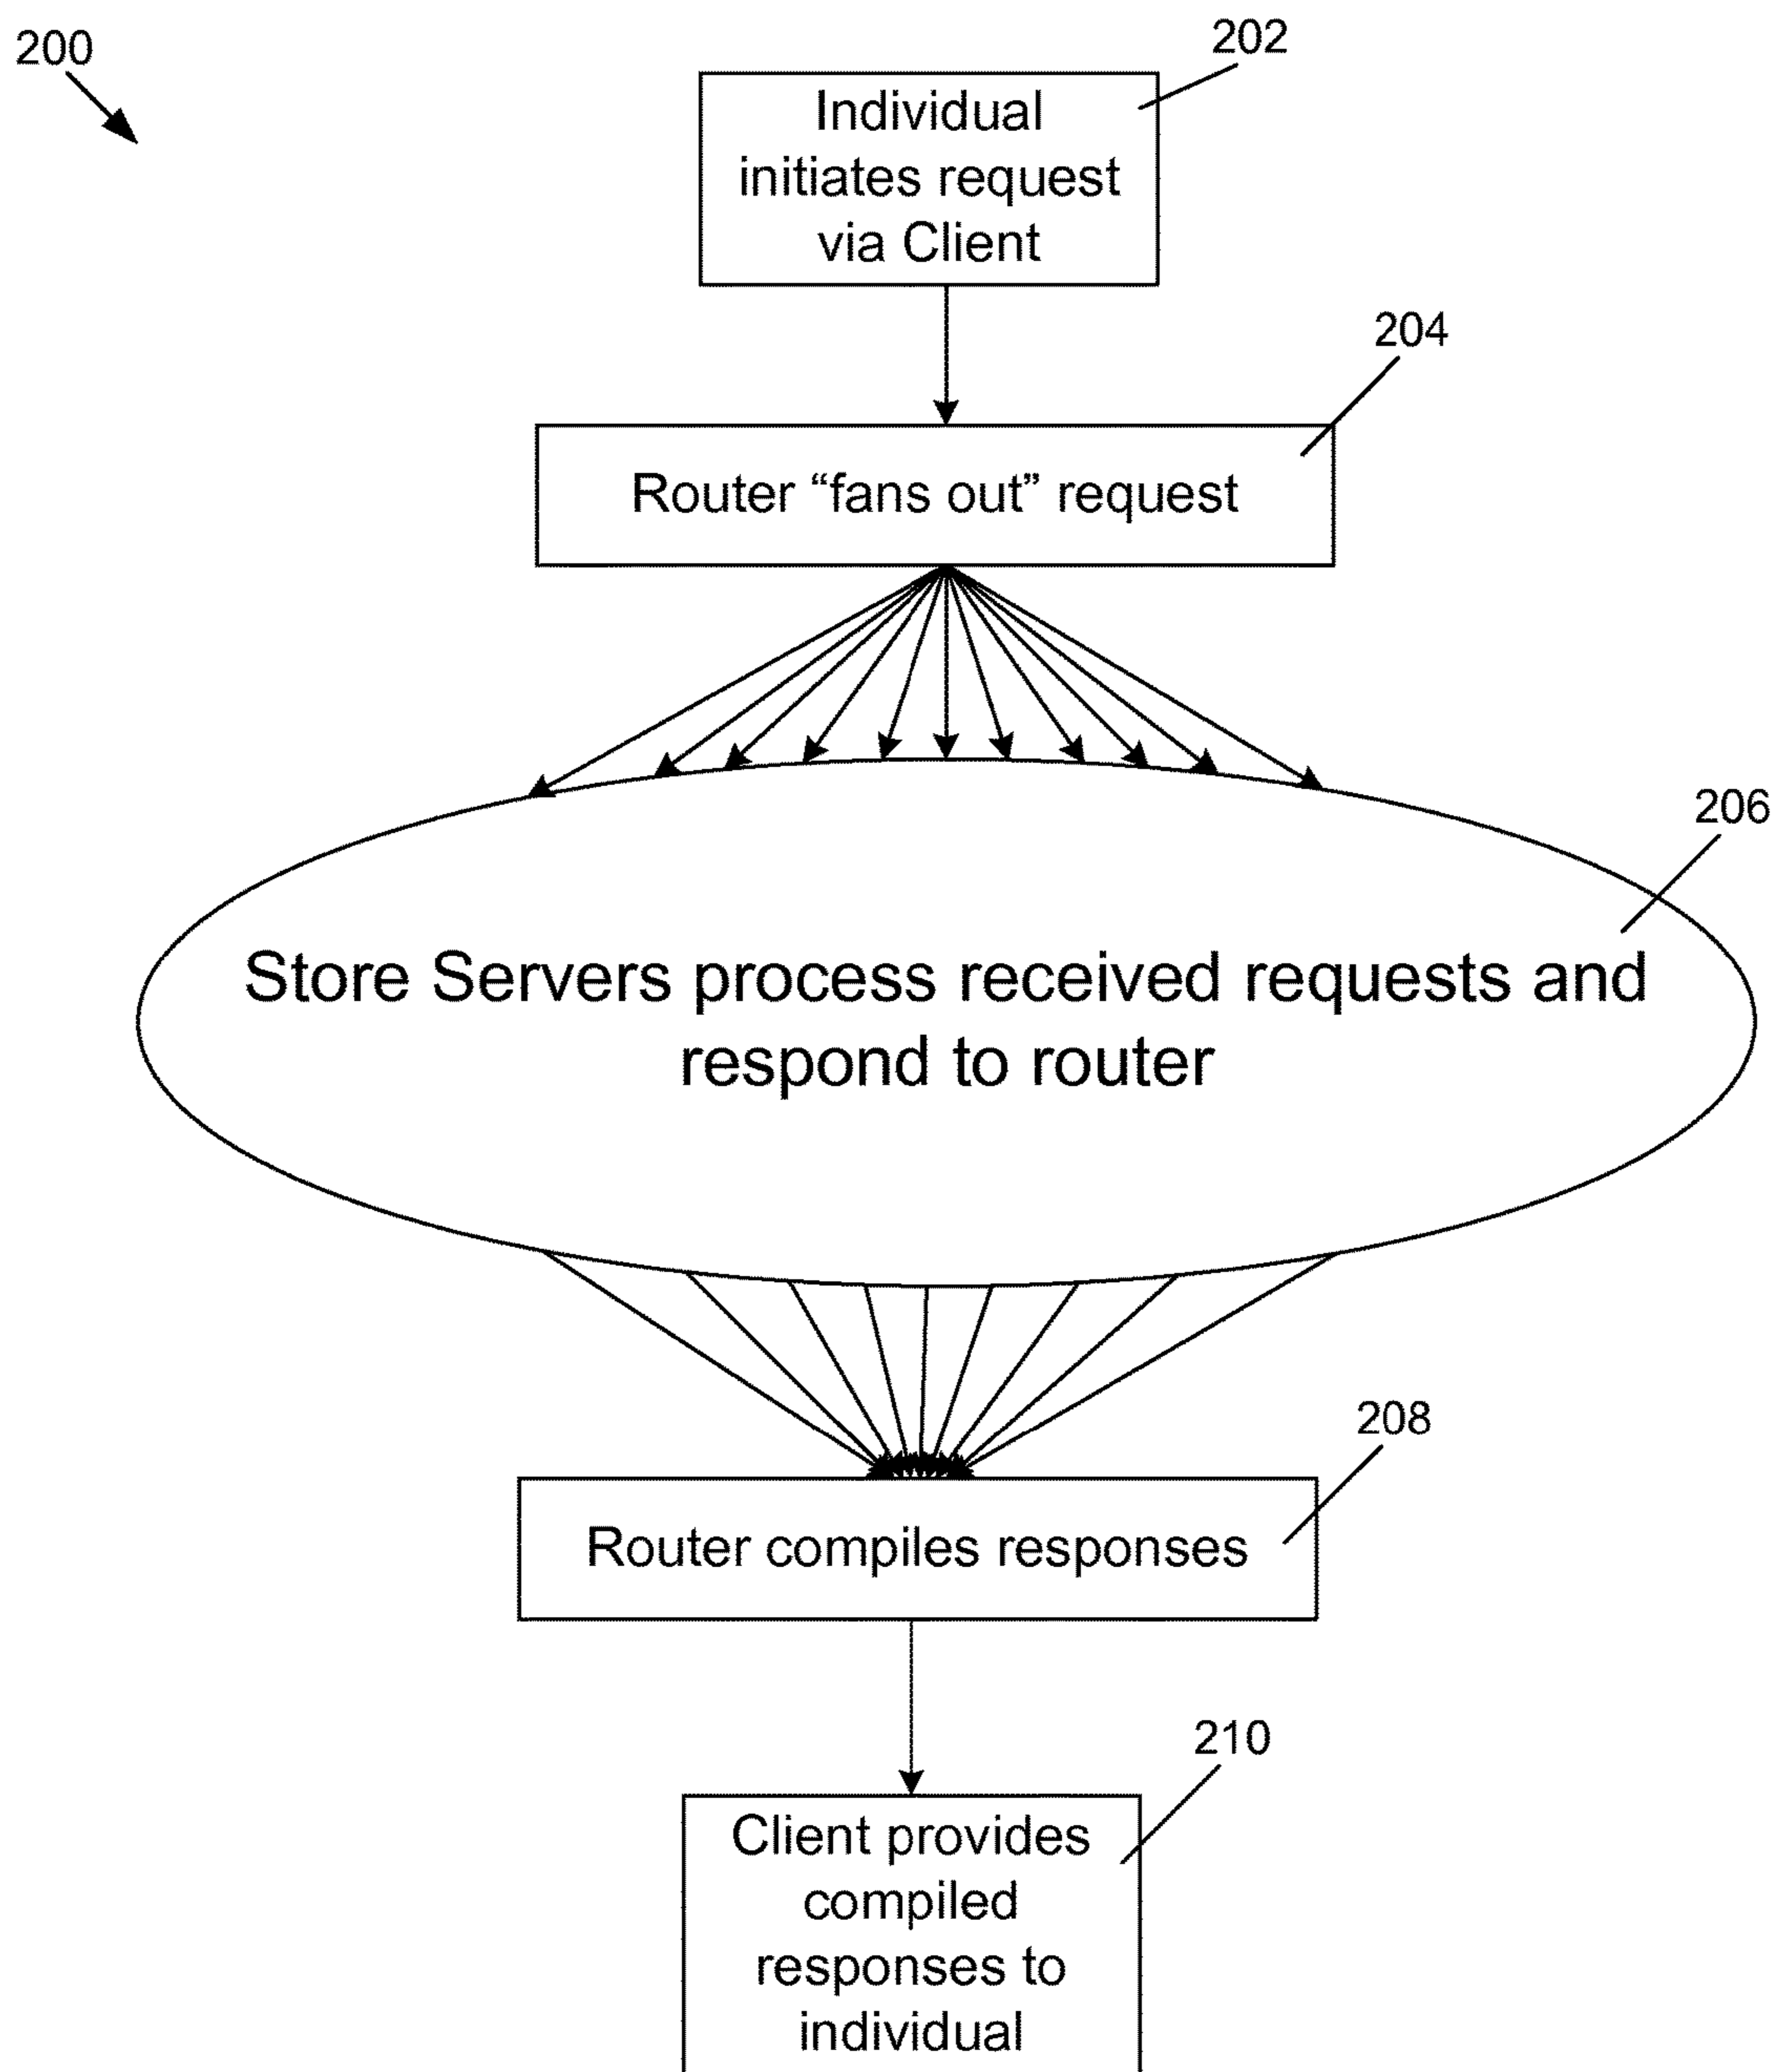 200
202
Individual
initiates request
via Client
204
Router “fans out” request
206
Store Servers process received requests and
respond to router
208
Router compiles responses
210
Client provides
compiled
responses to
individual